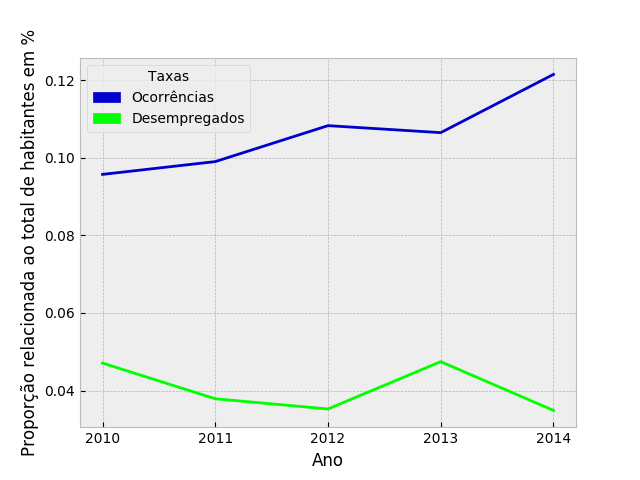 Proporção relacionada ao total de habitantes em %
0.12
0.10
0.08
0.06
0.04
Taxas
Ocorrências
Desempregados
2010 2011 2012 2013 2014
Ano